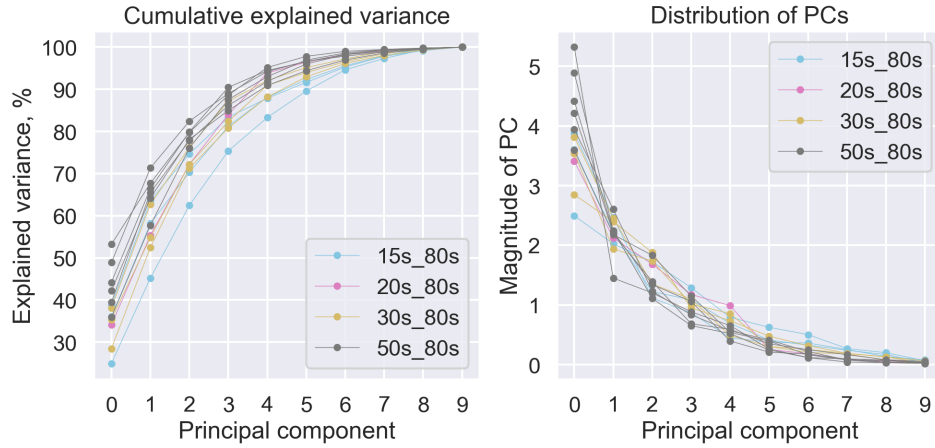 Cumulative explained variance
Explained variance, %
100
90
80
70
60
50
40
30
15s_80s
20s_80s
30s_80s
50s_80s
0 1 2 3 4 5 6 7 8 9
Principal component
Distribution of PCs
Magnitude of PC
5
4
3
2
1
0
15s_80s
20s_80s
30s_80s
50s_80s
0 1 2 3 4 5 6 7 8 9
Principal component